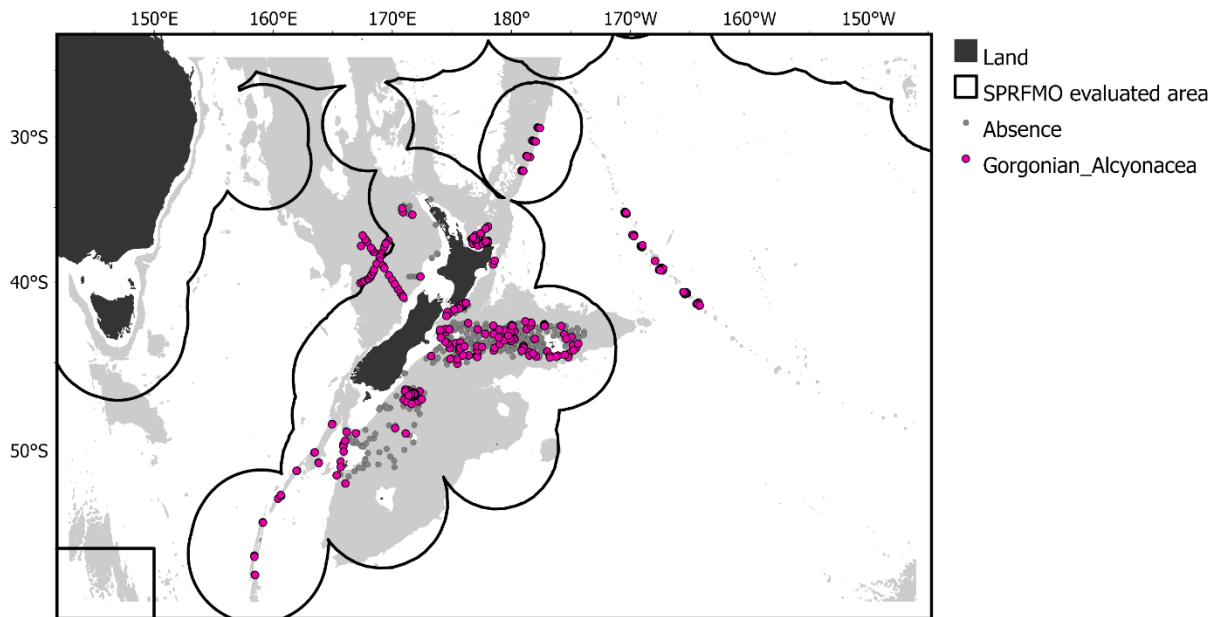 150°E 160°E 170°E 180° 170°W 160°W 150°W
30°S
40°S
50°S
Land
SPRFMO evaluated area
Absence
Gorgonian_Alcyonacea